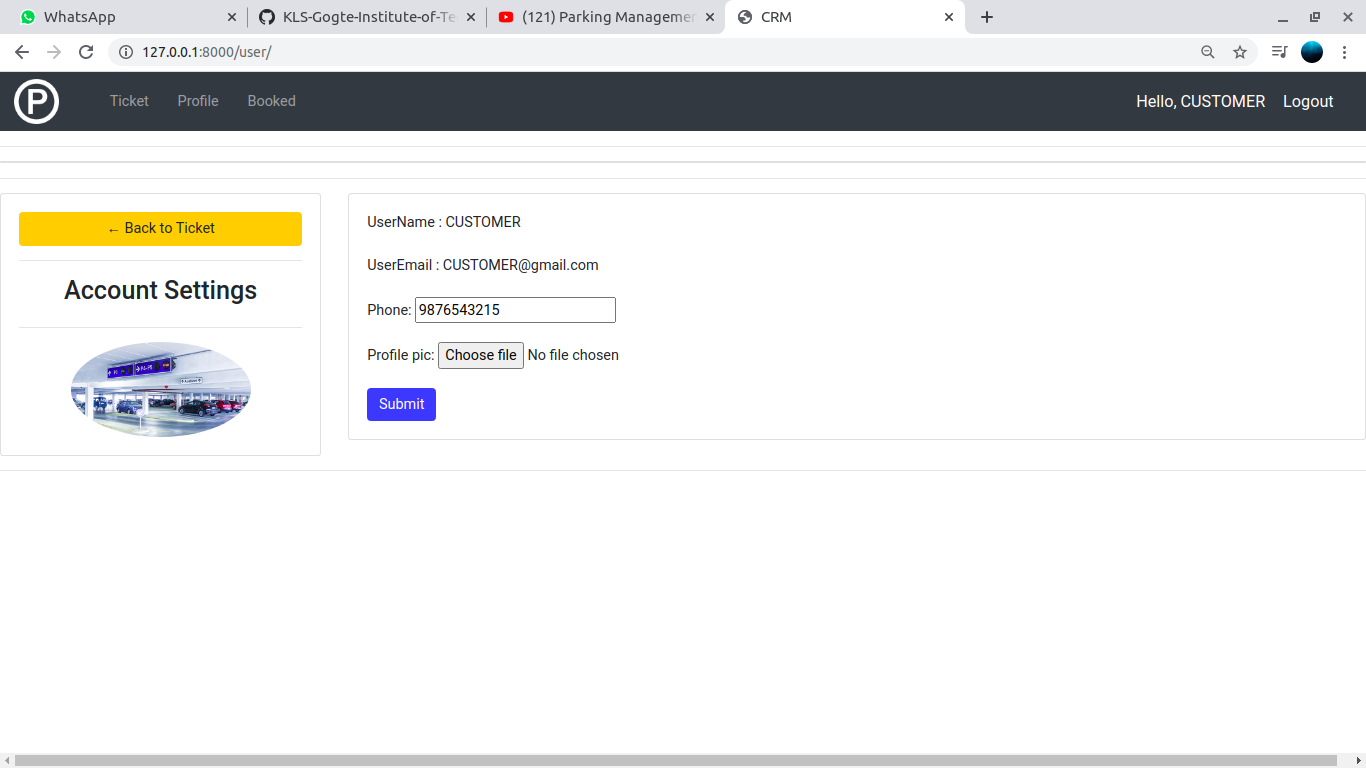 WhatsApp
KLS-Gogte-Institute-of-Te
(121) Parking Managemen
CRM
127.0.0.1:8000/user/
P
Ticket Profile Booked
Hello, CUSTOMER Logout
← Back to Ticket
Account Settings
UserName : CUSTOMER
UserEmail : CUSTOMER@gmail.com
Phone: 9876543215
Profile pic: Choose file No file chosen
Submit